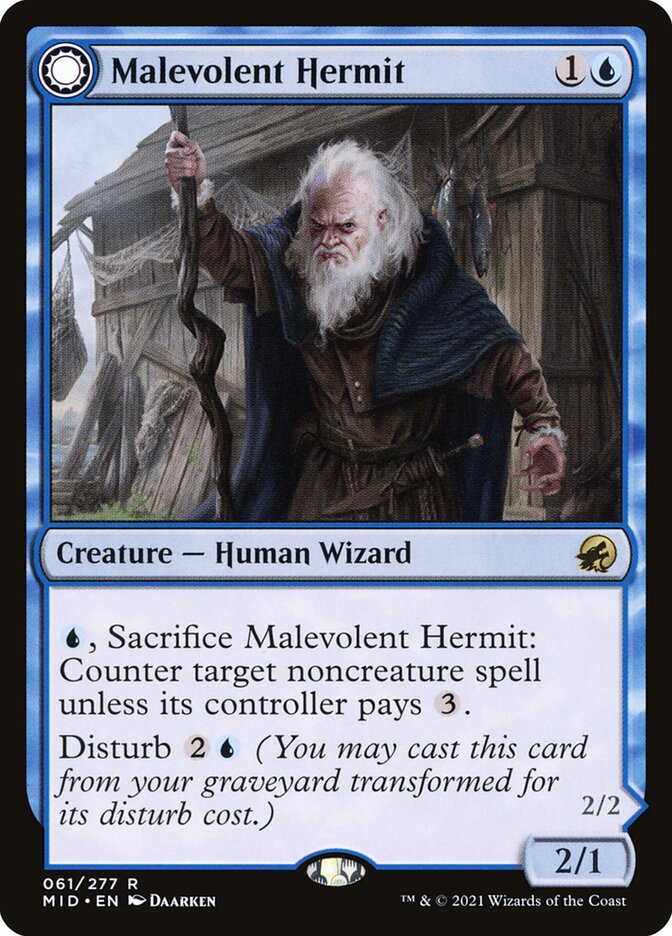 Malevolent Hermit 1
Creature — Human Wizard
, Sacrifice Malevolent Hermit:
Counter target noncreature spell
unless its controller pays 3.
Disturb 2 (You may cast this card
from your graveyard transformed for
its disturb cost.)
2/2
2/1
061/277 R
MID • EN DAARKEN
™ & © 2021 Wizards of the Coast